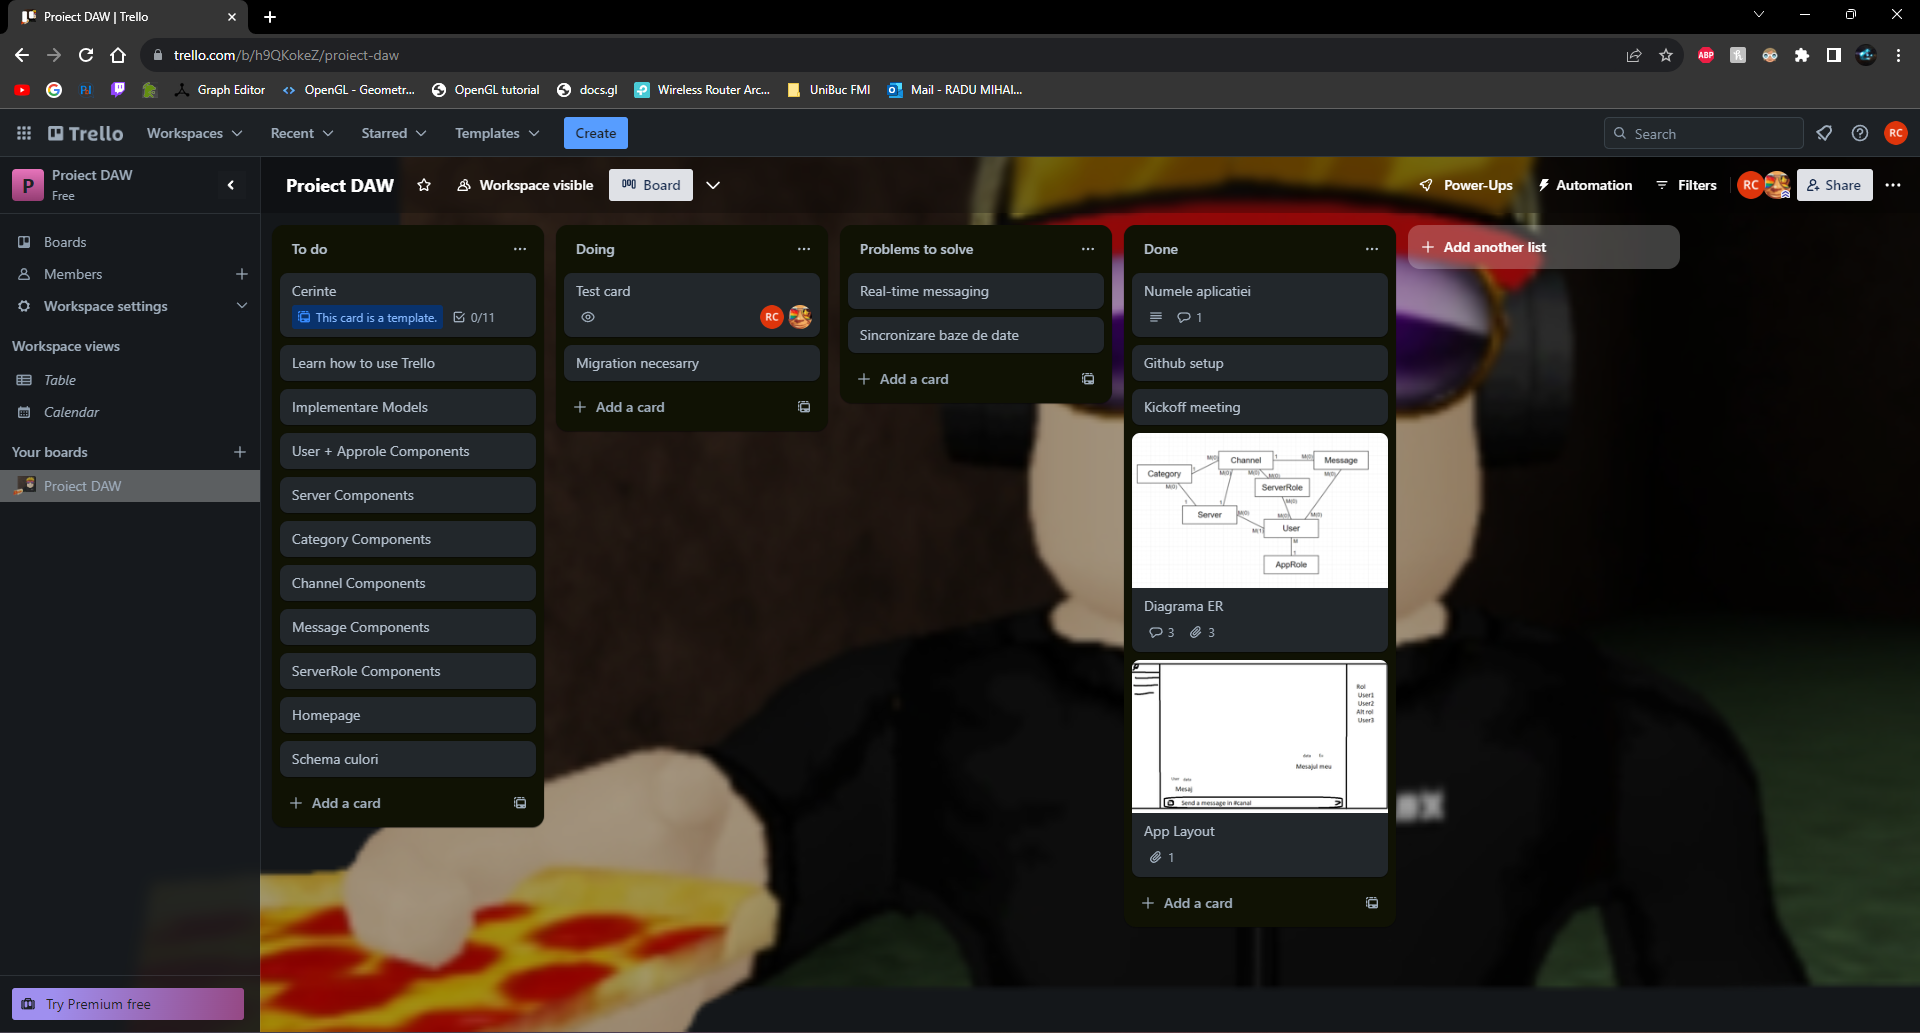 Proiect DAW | Trello
trello.com/b/h9QKokeZ/proiect-daw
ABP
Graph Editor
OpenGL - Geometr...
OpenGL tutorial
docs.gl
Wireless Router Arc...
UniBuc FMI
Mail - RADU MIHAI...
Trello
Workspaces
Recent
Starred
Templates
Create
Search
RC
P
Proiect DAW
Free
Boards
Members
Workspace settings
Workspace views
Table
Calendar
Your boards
Proiect DAW
Try Premium free
Proiect DAW
Workspace visible
Board
Power-Ups
Automation
Filters
RC
Share
To do
Cerinte
This card is a template.
0/11
Learn how to use Trello
Implementare Models
User + Approle Components
Server Components
Category Components
Channel Components
Message Components
ServerRole Components
Homepage
Schema culori
Add a card
Doing
Test card
RC
Migration necesarry
Add a card
Problems to solve
Real-time messaging
Sincronizare baze de date
Add a card
Done
Numele aplicatiei
1
Github setup
Kickoff meeting
Channel
Message
Category
ServerRole
Server
User
AppRole
Diagrama ER
3
3
Rol
User1
User2
Alt rol
User3
Mesajul meu
Mesaj
Send a message in #canal
App Layout
1
Add a card
Add another list